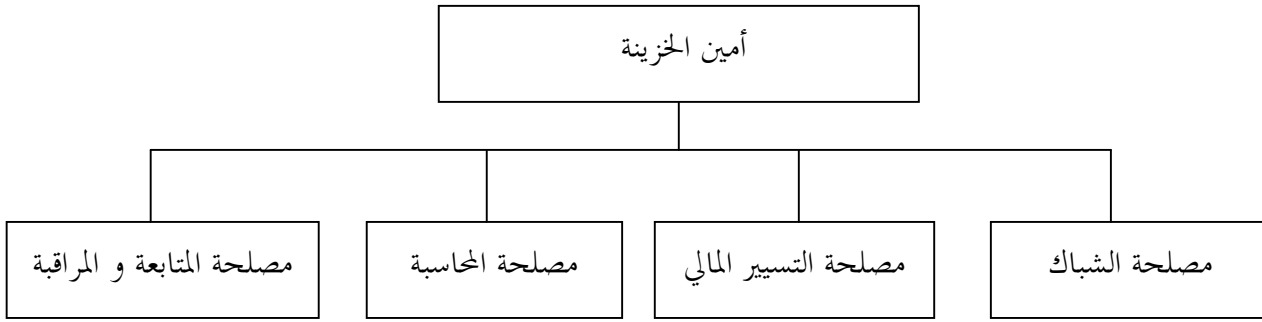 أمين الخزينة
مصلحة الشباك
مصلحة التسيير المالي
مصلحة المحاسبة
مصلحة المتابعة و المراقبة